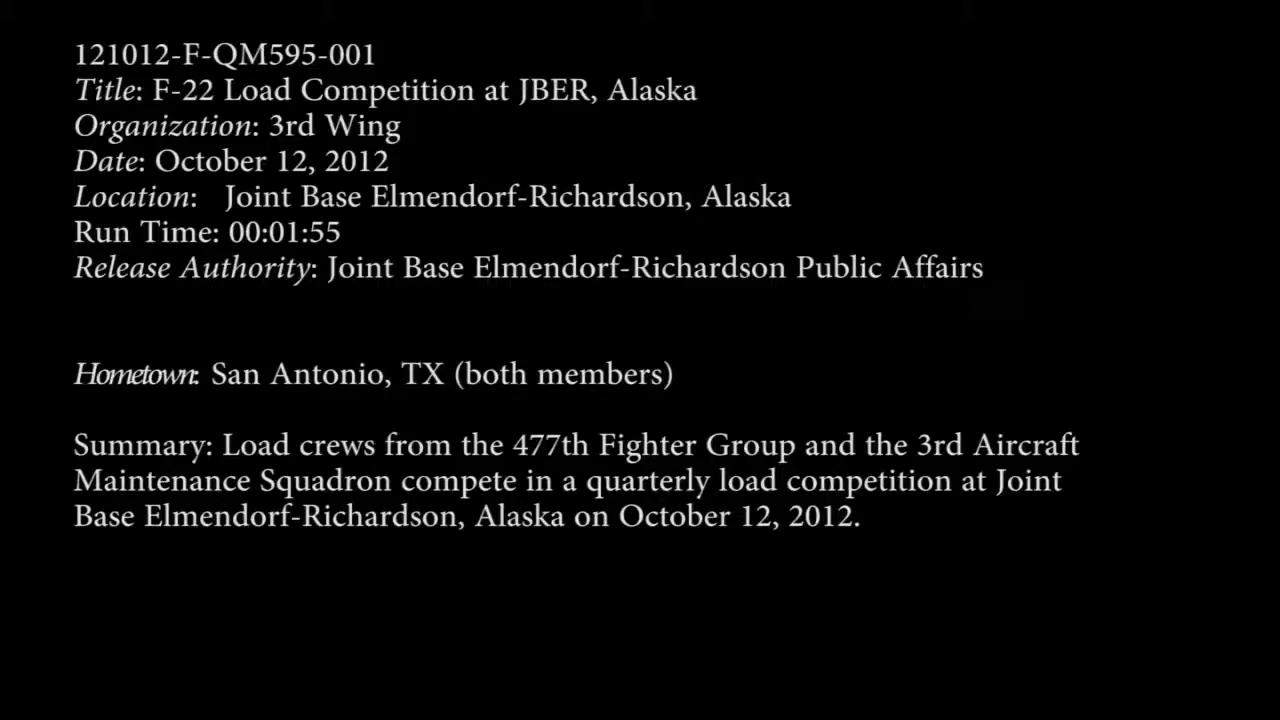 121012-F-QM595-001
Title: F-22 Load Competition at JBER, Alaska
Organization: 3rd Wing
Date: October 12, 2012
Location: Joint Base Elmendorf-Richardson, Alaska
Run Time: 00:01:55
Release Authority: Joint Base Elmendorf-Richardson Public Affairs
Hometown: San Antonio, TX (both members)
Summary: Load crews from the 477th Fighter Group and the 3rd Aircraft
Maintenance Squadron compete in a quarterly load competition at Joint
Base Elmendorf-Richardson, Alaska on October 12, 2012.